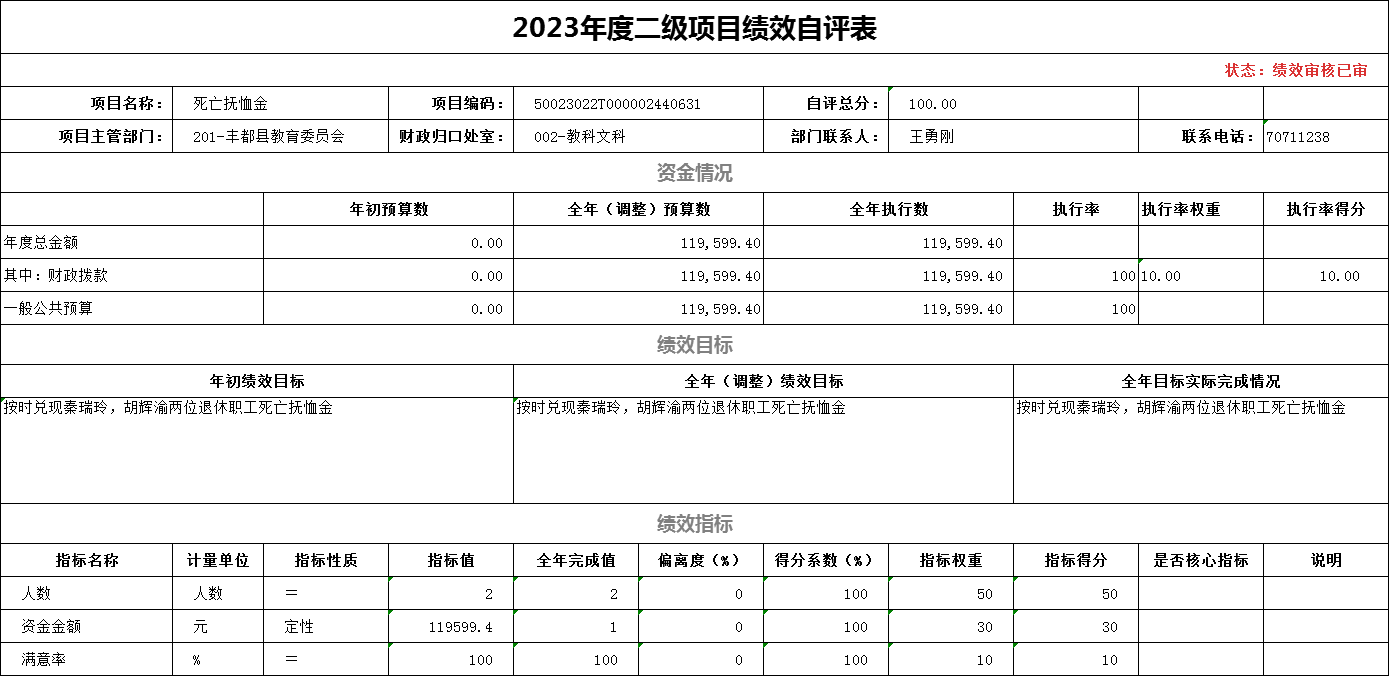 2023年度二级项目绩效自评表
状态：绩效审核已审
项目名称： 死亡抚恤金 项目编码： 50023022T000002440631 自评总分： 100.00
项目主管部门： 201-丰都县教育委员会 财政归口处室： 002-教科文科 部门联系人： 王勇刚 联系电话： 70711238
资金情况
年初预算数 全年（调整）预算数 全年执行数 执行率 执行率权重 执行率得分
年度总金额 0.00 119,599.40 119,599.40
其中：财政拨款 0.00 119,599.40 119,599.40 100 10.00 10.00
一般公共预算 0.00 119,599.40 119,599.40 100
绩效目标
年初绩效目标 全年（调整）绩效目标 全年目标实际完成情况
按时兑现秦瑞玲，胡辉渝两位退休职工死亡抚恤金 按时兑现秦瑞玲，胡辉渝两位退休职工死亡抚恤金 按时兑现秦瑞玲，胡辉渝两位退休职工死亡抚恤金
绩效指标
指标名称 计量单位 指标性质 指标值 全年完成值 偏离度（%） 得分系数（%） 指标权重 指标得分 是否核心指标 说明
人数 人数 ＝ 2 2 0 100 50 50
资金金额 元 定性 119599.4 1 0 100 30 30
满意率 % ＝ 100 100 0 100 10 10